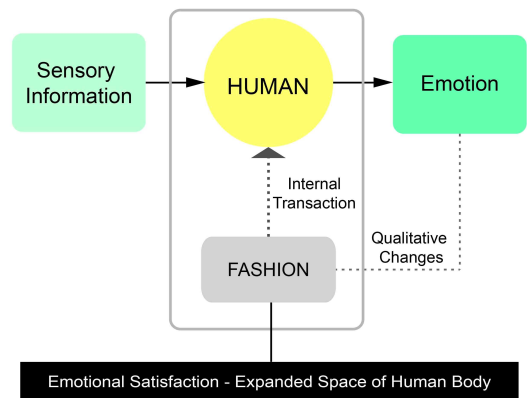 Sensory
Information
HUMAN
Emotion
Internal
Transaction
Qualitative
Changes
FASHION
Emotional Satisfaction - Expanded Space of Human Body